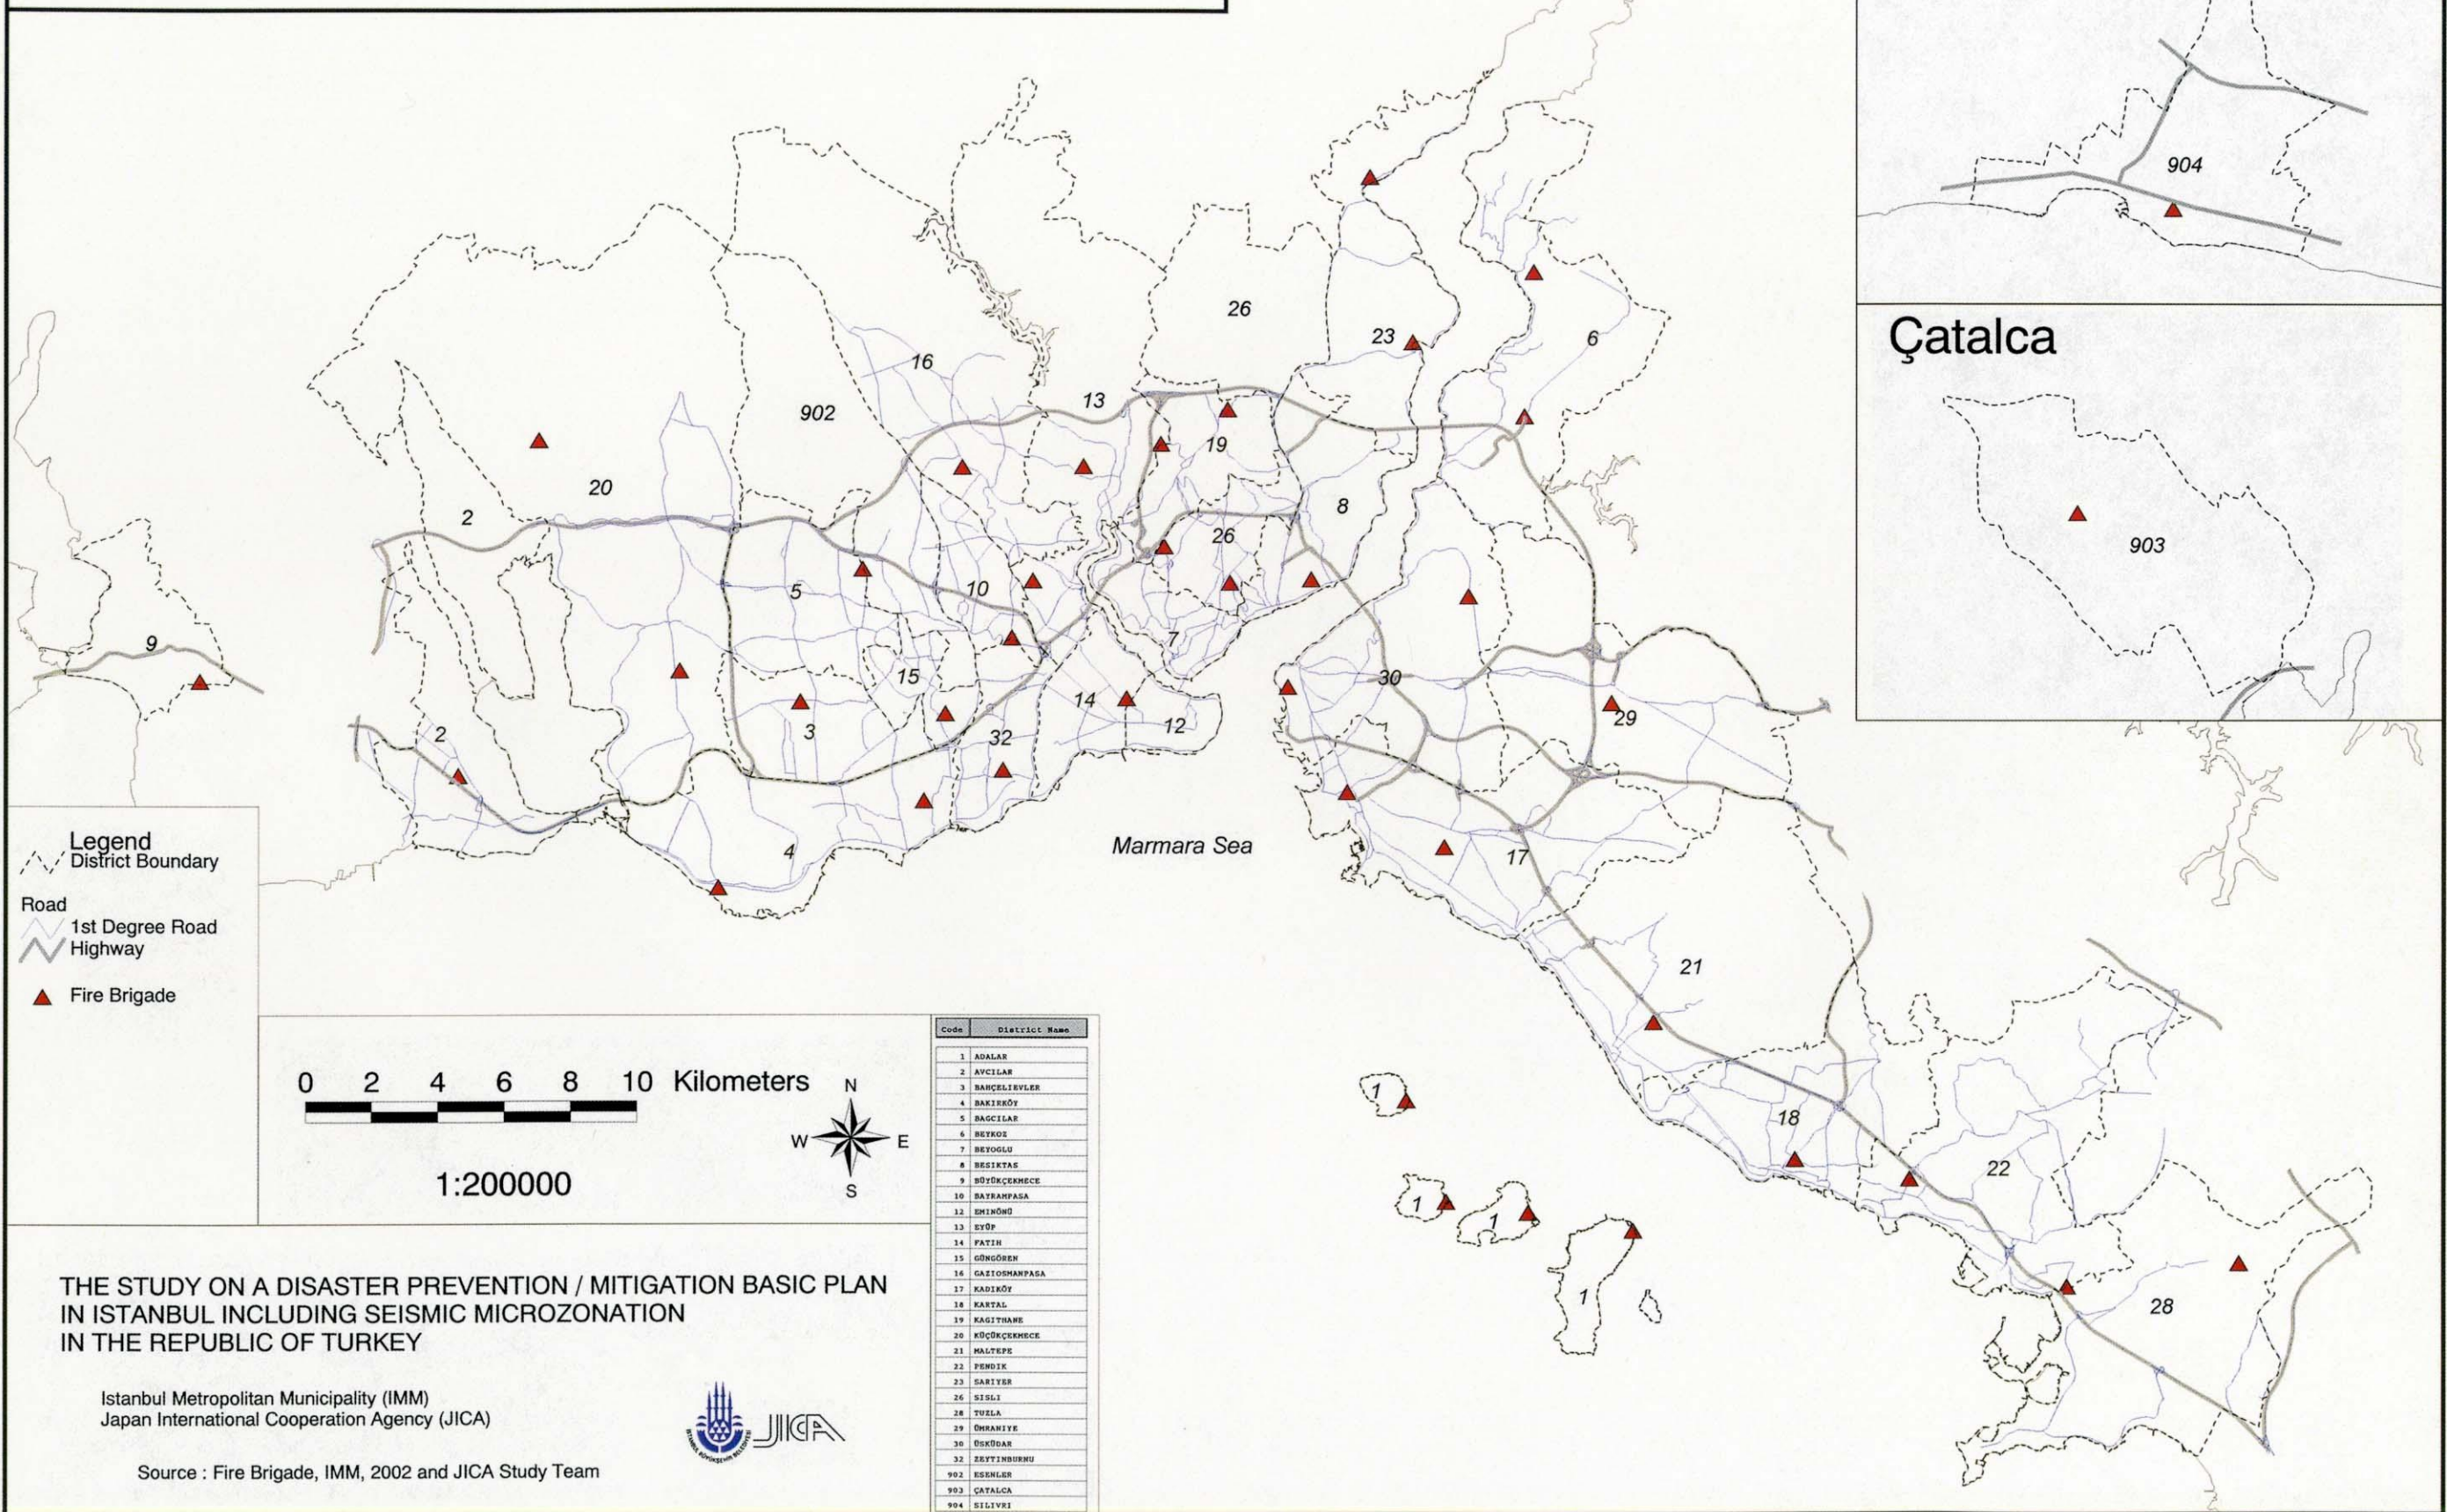 904
Çatalca
903
26
23
6
16
13
902
19
20
2
8
26
5
10
9
7
15
30
14
12
29
2
3
32
4
17
Marmara Sea
21
1
18
22
1
1
1
28
Legend
District Boundary
Road
1st Degree Road
Highway
Fire Brigade
0 2 4 6 8 10 Kilometers
1:200000
N
W E
S
Code District Name
1 ADALAR
2 AVCILAR
3 BAHÇELIEVLER
4 BAKIRKÖY
5 BAGCILAR
6 BEYKOZ
7 BEYOGLU
8 BESIKTAS
9 BÜYÜKÇEKMECE
10 BAYRAMPASA
12 EMINÖNÜ
13 EYÜP
14 FATIH
15 GÜNGÖREN
16 GAZIOSMANPASA
17 KADIKÖY
18 KARTAL
19 KAGITHANE
20 KÜÇÜKÇEKMECE
21 MALTEPE
22 PENDIK
23 SARIYER
26 SISLI
28 TUZLA
29 ÜMRANIYE
30 ÜSKÜDAR
32 ZEYTINBURNU
902 ESENLER
903 ÇATALCA
904 SILIVRI
THE STUDY ON A DISASTER PREVENTION / MITIGATION BASIC PLAN
IN ISTANBUL INCLUDING SEISMIC MICROZONATION
IN THE REPUBLIC OF TURKEY
Istanbul Metropolitan Municipality (IMM)
Japan International Cooperation Agency (JICA)
ISTANBUL BÜYÜKŞEHİR BELEDİYESİ
JICA
Source : Fire Brigade, IMM, 2002 and JICA Study Team